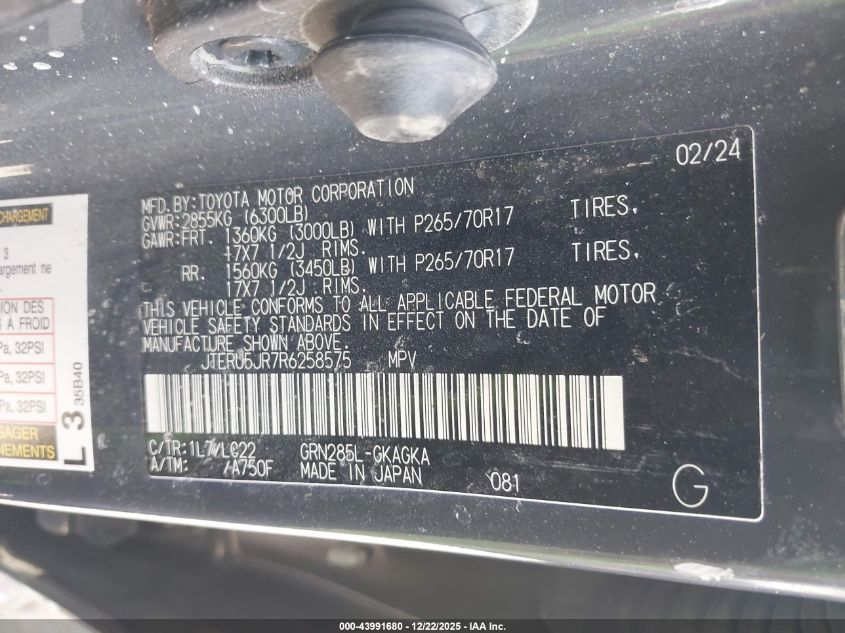 02/24
MFD.BY:TOYOTA MOTOR CORPORATION
GVWR:2855KG (6300LB)
GAWR:FRT. 1360KG (3000LB) WITH P265/70R17 TIRES,
17X7 1/2J RIMS.
RR. 1560KG (3450LB) WITH P265/70R17 TIRES,
17X7 1/2J RIMS.
THIS VEHICLE CONFORMS TO ALL APPLICABLE FEDERAL MOTOR
VEHICLE SAFETY STANDARDS IN EFFECT ON THE DATE OF
MANUFACTURE SHOWN ABOVE.
JTERU5JR7R6258575 MPV
C/TR:1L7/LC22 GRN285L-GKAGKA
A/TM: /A750F MADE IN JAPAN 081
G
CHARGEMENT
3
argement ne
ION DES
S A FROID
Pa, 32PSI
Pa, 32PSI
SAGER
NEMENTS
L 3 35B40
000-43991680 - 12/22/2025 - IAA Inc.